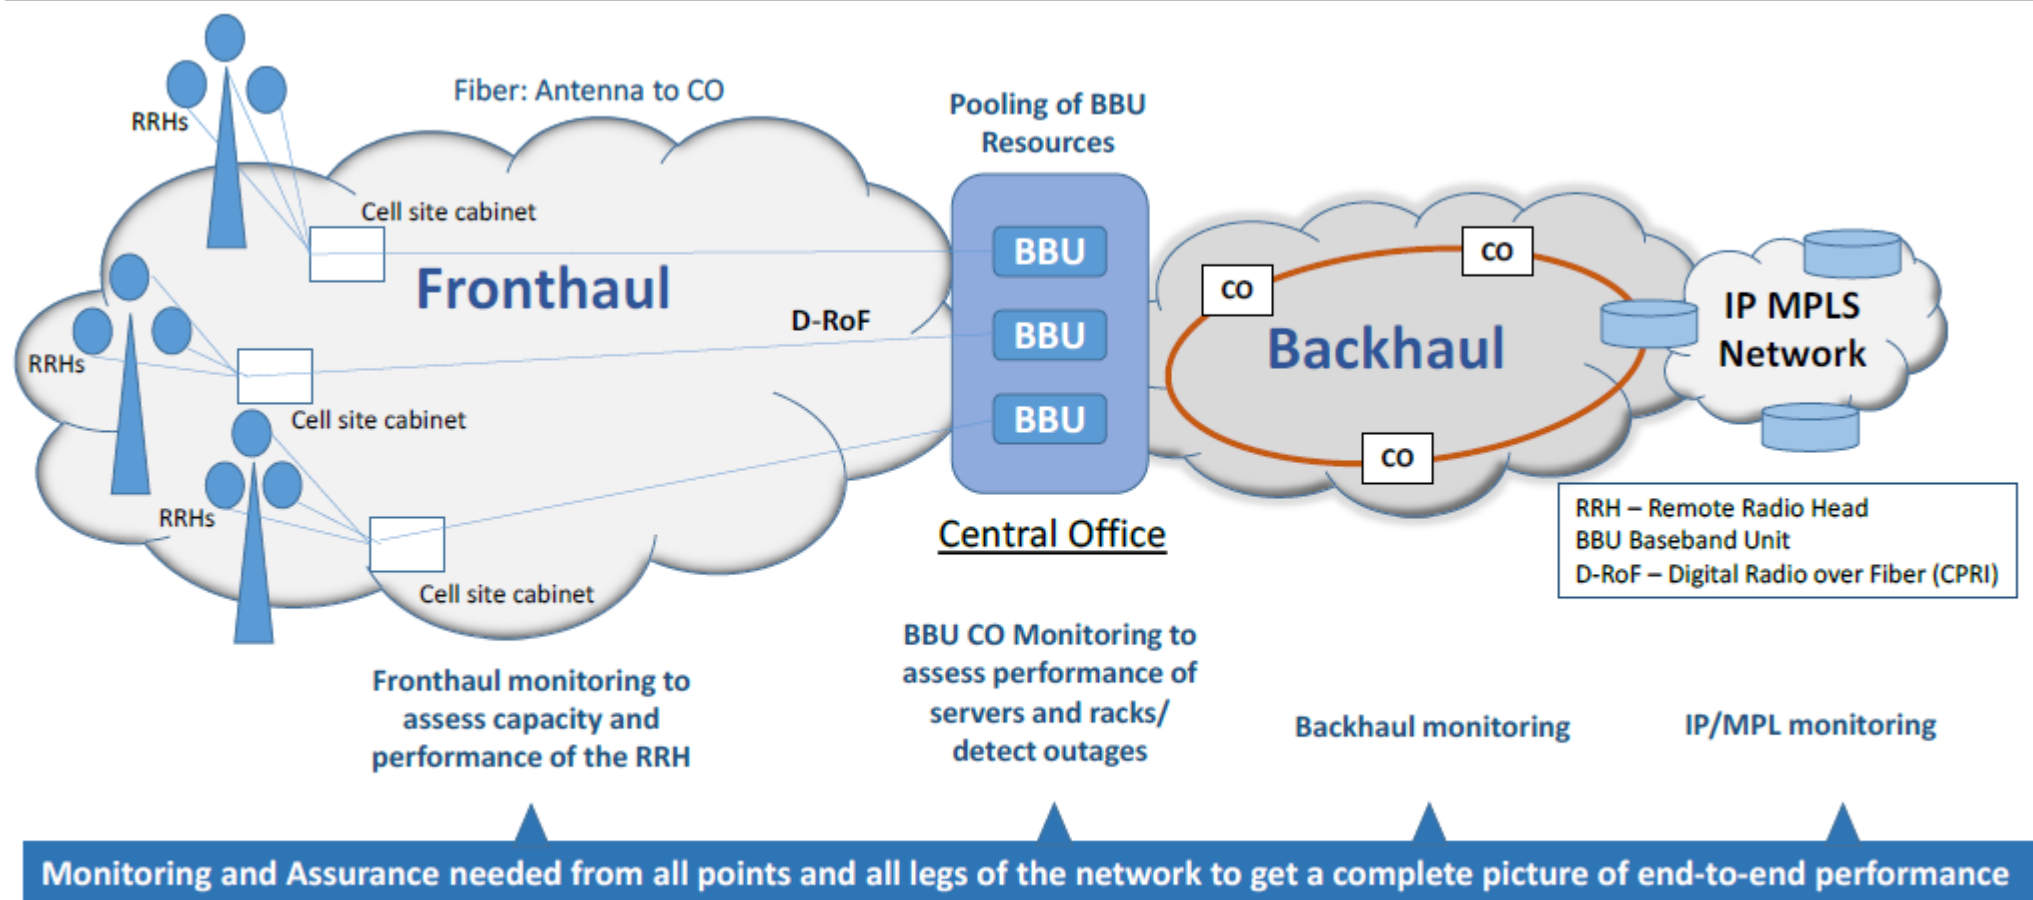 Fiber: Antenna to CO
RRHs
Cell site cabinet
Fronthaul
D-RoF
RRHs
Cell site cabinet
RRHs
Cell site cabinet
Pooling of BBU
Resources
BBU
BBU
BBU
Central Office
CO
CO
Backhaul
CO
IP MPLS
Network
RRH – Remote Radio Head
BBU Baseband Unit
D-RoF – Digital Radio over Fiber (CPRI)
Fronthaul monitoring to
assess capacity and
performance of the RRH
BBU CO Monitoring to
assess performance of
servers and racks/
detect outages
Backhaul monitoring
IP/MPL monitoring
Monitoring and Assurance needed from all points and all legs of the network to get a complete picture of end-to-end performance